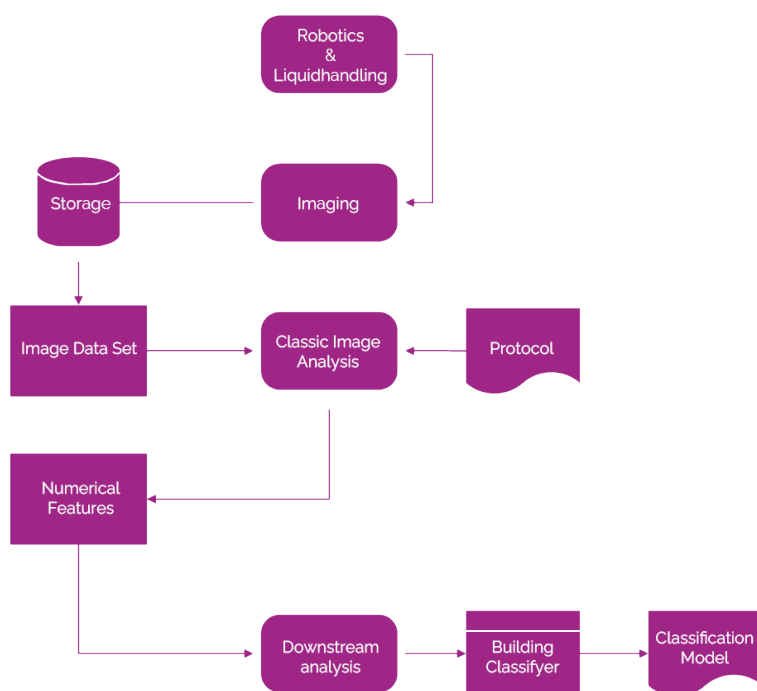 Robotics
&
Liquidhandling
Storage
Imaging
Image Data Set
Classic Image
Analysis
Protocol
Numerical
Features
Downstream
analysis
Building
Classifyer
Classification
Model